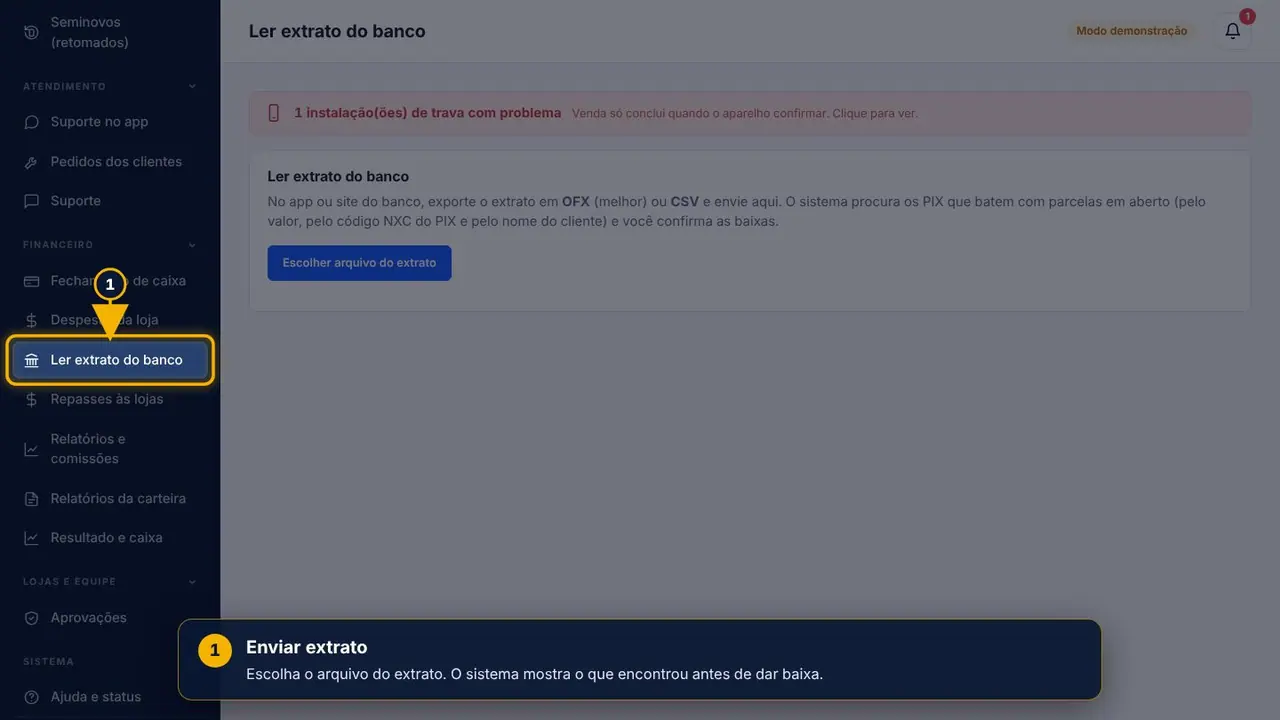 Seminovos
(retomados)
ATENDIMENTO
Suporte no app
Pedidos dos clientes
Suporte
FINANCEIRO
de caixa
loja
Ler extrato do banco
Repasses às lojas
Relatórios e
comissões
Relatórios da carteira
Resultado e caixa
LOJAS E EQUIPE
Aprovações
SISTEMA
Ajuda e status
1
Ler extrato do banco
Modo demonstração
1
1 instalação(ões) de trava com problema Venda só conclui quando o aparelho confirmar. Clique para ver.
Ler extrato do banco
No app ou site do banco, exporte o extrato em OFX (melhor) ou CSV e envie aqui. O sistema procura os PIX que batem com parcelas em aberto (pelo
valor, pelo código NXC do PIX e pelo nome do cliente) e você confirma as baixas.
Escolher arquivo do extrato
1
Enviar extrato
Escolha o arquivo do extrato. O sistema mostra o que encontrou antes de dar baixa.